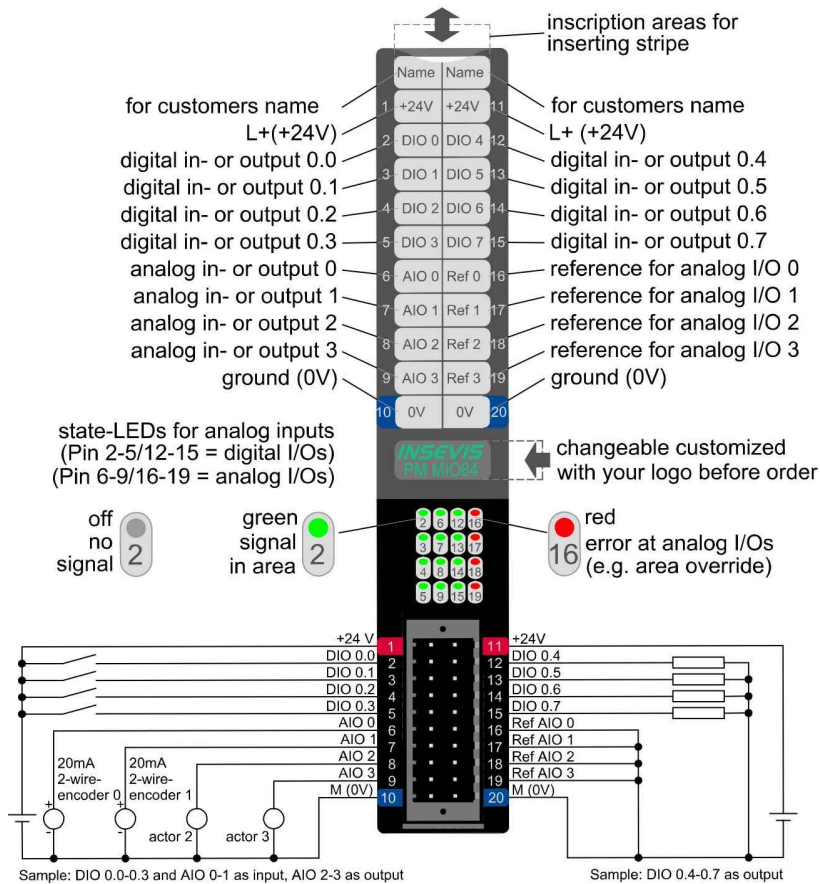 inscription areas for
inserting stripe
Name Name
for customers name
for customers name
1 +24V +24V 11
L+(+24V)
L+ (+24V)
2 DIO 0 DIO 4 12
digital in- or output 0.0
digital in- or output 0.4
3 DIO 1 DIO 5 13
digital in- or output 0.1
digital in- or output 0.5
4 DIO 2 DIO 6 14
digital in- or output 0.2
digital in- or output 0.6
5 DIO 3 DIO 7 15
digital in- or output 0.3
digital in- or output 0.7
6 AIO 0 Ref 0 16
analog in- or output 0
reference for analog I/O 0
7 AIO 1 Ref 1 17
analog in- or output 1
reference for analog I/O 1
8 AIO 2 Ref 2 18
analog in- or output 2
reference for analog I/O 2
9 AIO 3 Ref 3 19
analog in- or output 3
reference for analog I/O 3
ground (0V)
ground (0V)
10 0V 0V 20
state-LEDs for analog inputs
(Pin 2-5/12-15 = digital I/Os)
(Pin 6-9/16-19 = analog I/Os)
INSEVIS
PM MIO84
changeable customized
with your logo before order
off
no
signal
2
green
signal
in area
2
2 6 12 16
3 7 13 17
4 8 14 18
5 9 15 19
16
red
error at analog I/Os
(e.g. area override)
+24 V 1 11 +24V
DIO 0.0 2 12 DIO 0.4
DIO 0.1 3 13 DIO 0.5
DIO 0.2 4 14 DIO 0.6
DIO 0.3 5 15 DIO 0.7
AIO 0 6 16 Ref AIO 0
AIO 1 7 17 Ref AIO 1
AIO 2 8 18 Ref AIO 2
AIO 3 9 19 Ref AIO 3
M (0V) 10 20 M (0V)
20mA
2-wire-
encoder 0
20mA
2-wire-
encoder 1
+
-
+
-
actor 2
actor 3
Sample: DIO 0.0-0.3 and AIO 0-1 as input, AIO 2-3 as output
Sample: DIO 0.4-0.7 as output